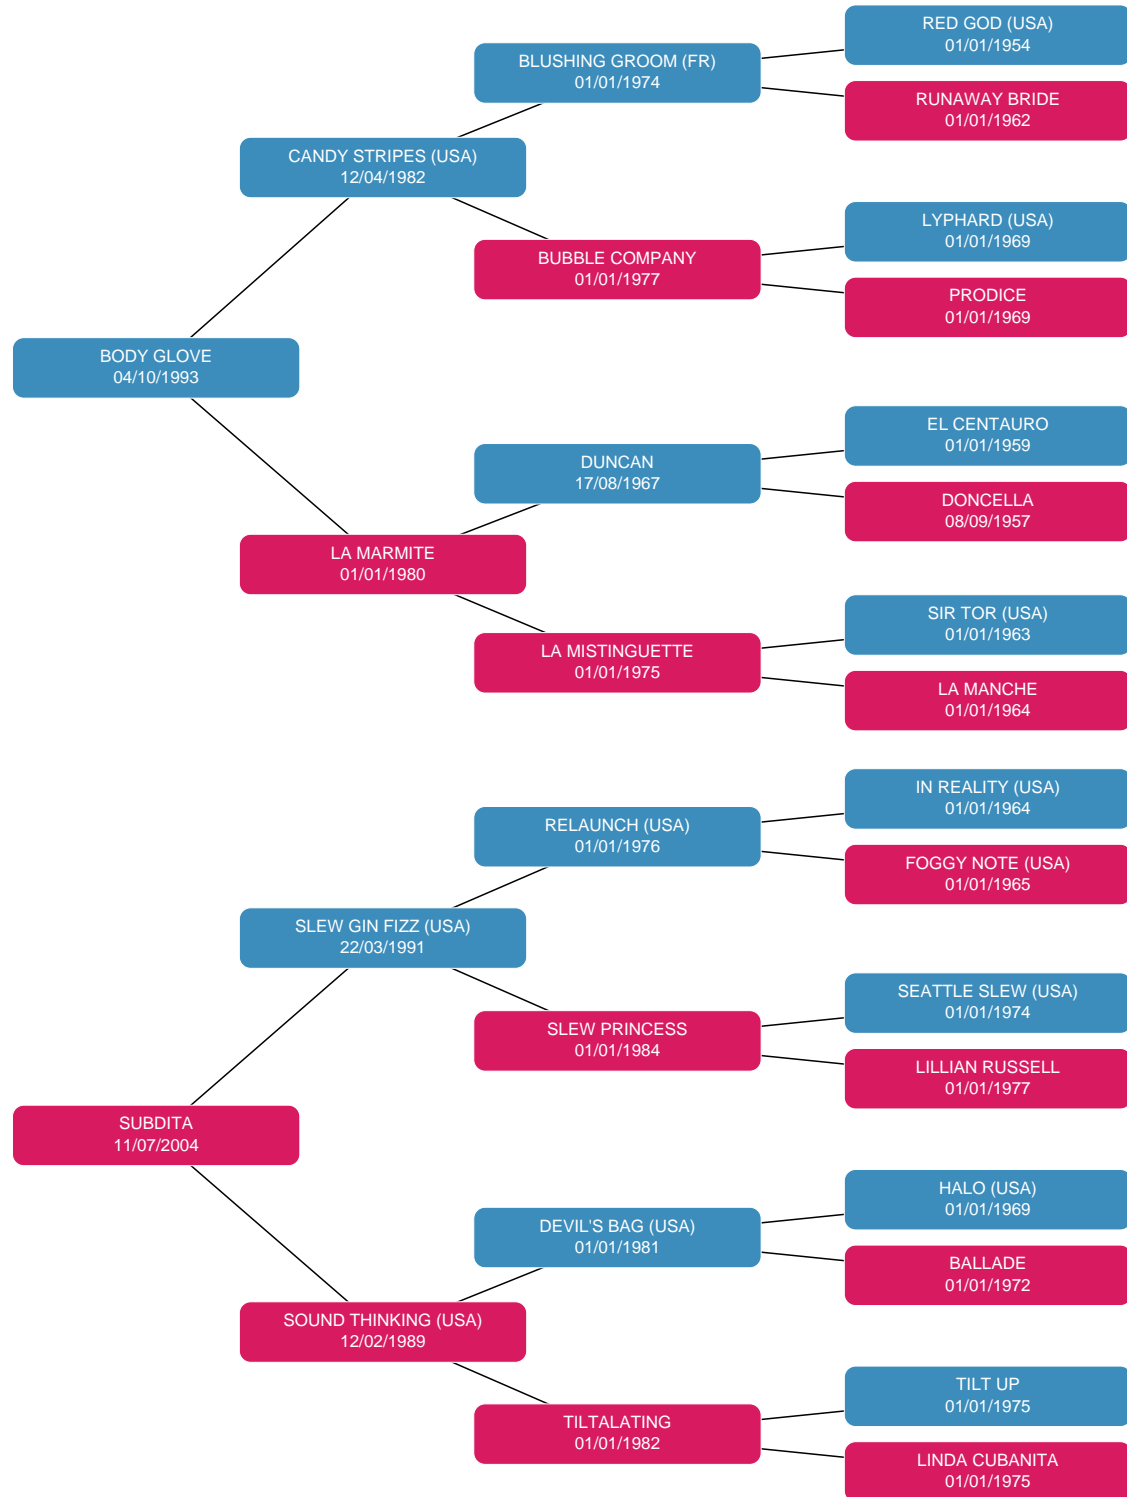 RED GOD (USA)
01/01/1954
BLUSHING GROOM (FR)
01/01/1974
RUNAWAY BRIDE
01/01/1962
CANDY STRIPES (USA)
12/04/1982
LYPHARD (USA)
01/01/1969
BUBBLE COMPANY
01/01/1977
PRODICE
01/01/1969
BODY GLOVE
04/10/1993
EL CENTAURO
01/01/1959
DUNCAN
17/08/1967
DONCELLA
08/09/1957
LA MARMITE
01/01/1980
SIR TOR (USA)
01/01/1963
LA MISTINGUETTE
01/01/1975
LA MANCHE
01/01/1964
IN REALITY (USA)
01/01/1964
RELAUNCH (USA)
01/01/1976
FOGGY NOTE (USA)
01/01/1965
SLEW GIN FIZZ (USA)
22/03/1991
SEATTLE SLEW (USA)
01/01/1974
SLEW PRINCESS
01/01/1984
LILLIAN RUSSELL
01/01/1977
SUBDITA
11/07/2004
HALO (USA)
01/01/1969
DEVIL'S BAG (USA)
01/01/1981
BALLADE
01/01/1972
SOUND THINKING (USA)
12/02/1989
TILT UP
01/01/1975
TILTALATING
01/01/1982
LINDA CUBANITA
01/01/1975